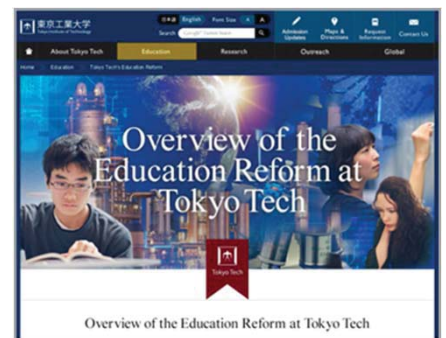 東京工業大学
Tokyo Institute of Technology
日本語 English Font Size A A
Search
Admission Updates
Maps & Directions
Request Information
Contact Us
About Tokyo Tech Education Research Outreach Global
Home Education Tokyo Tech's Education Reform
Overview of the
Education Reform at
Tokyo Tech
Tokyo Tech
Overview of the Education Reform at Tokyo Tech